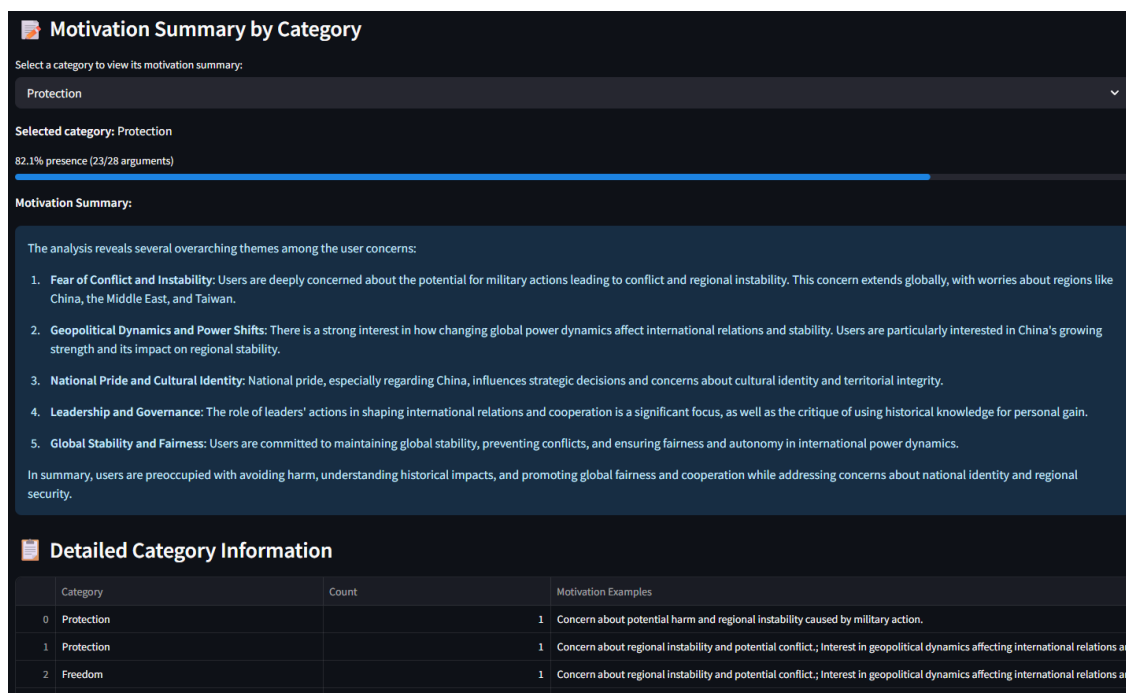 Motivation Summary by Category
Select a category to view its motivation summary:
Protection
Selected category: Protection
82.1% presence (23/28 arguments)
Motivation Summary:
The analysis reveals several overarching themes among the user concerns:
1. Fear of Conflict and Instability: Users are deeply concerned about the potential for military actions leading to conflict and regional instability. This concern extends globally, with worries about regions like
China, the Middle East, and Taiwan.
2. Geopolitical Dynamics and Power Shifts: There is a strong interest in how changing global power dynamics affect international relations and stability. Users are particularly interested in China's growing
strength and its impact on regional stability.
3. National Pride and Cultural Identity: National pride, especially regarding China, influences strategic decisions and concerns about cultural identity and territorial integrity.
4. Leadership and Governance: The role of leaders' actions in shaping international relations and cooperation is a significant focus, as well as the critique of using historical knowledge for personal gain.
5. Global Stability and Fairness: Users are committed to maintaining global stability, preventing conflicts, and ensuring fairness and autonomy in international power dynamics.
In summary, users are preoccupied with avoiding harm, understanding historical impacts, and promoting global fairness and cooperation while addressing concerns about national identity and regional
security.
Detailed Category Information
Category Count Motivation Examples
0 Protection 1 Concern about potential harm and regional instability caused by military action.
1 Protection 1 Concern about regional instability and potential conflict.; Interest in geopolitical dynamics affecting international relations
2 Freedom 1 Concern about regional instability and potential conflict.; Interest in geopolitical dynamics affecting international relations